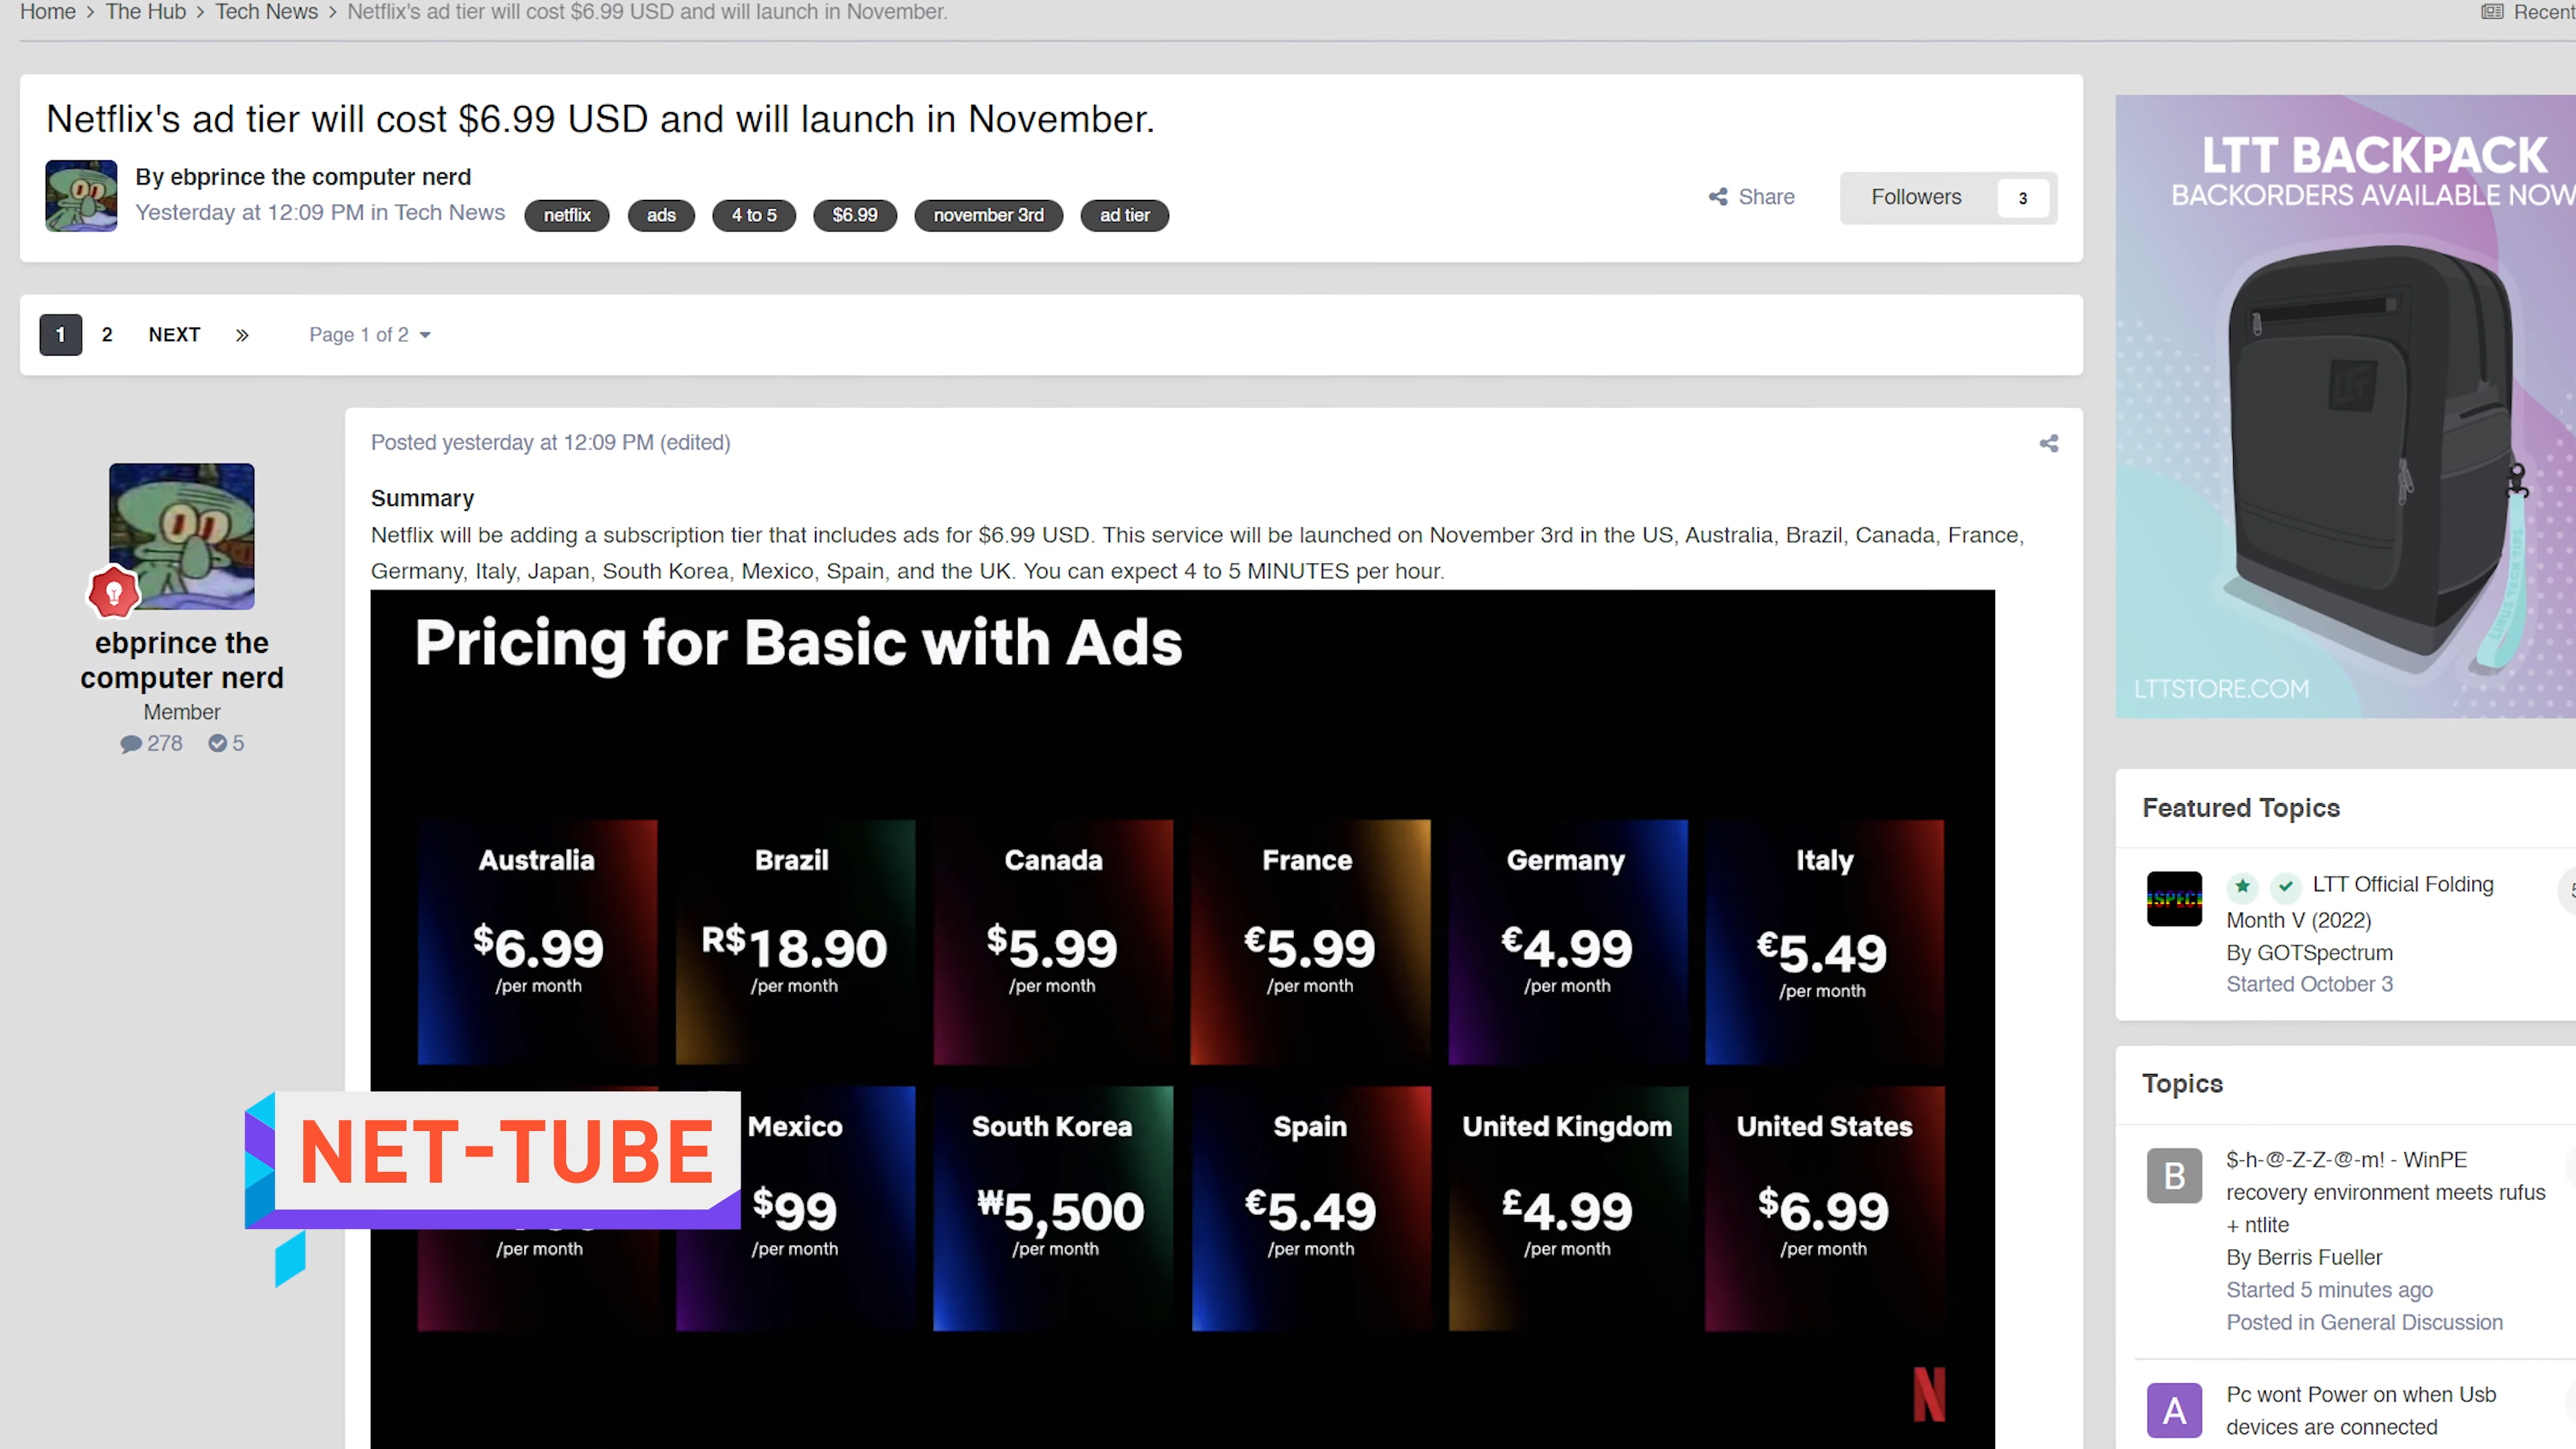 Home > The Hub > Tech News > Netflix's ad tier will cost $6.99 USD and will launch in November.
Recent
Netflix's ad tier will cost $6.99 USD and will launch in November.
By ebprince the computer nerd
Yesterday at 12:09 PM in Tech News
netflix
ads
4 to 5
$6.99
november 3rd
ad tier
Share
Followers 3
1 2 NEXT » Page 1 of 2
LTT BACKPACK
BACKORDERS AVAILABLE NOW
LTT
LINUS TECH TIPS
LTTSTORE.COM
ebprince the
computer nerd
Member
278 5
Posted yesterday at 12:09 PM (edited)
Summary
Netflix will be adding a subscription tier that includes ads for $6.99 USD. This service will be launched on November 3rd in the US, Australia, Brazil, Canada, France,
Germany, Italy, Japan, South Korea, Mexico, Spain, and the UK. You can expect 4 to 5 MINUTES per hour.
Pricing for Basic with Ads
Australia
$6.99
/per month
Brazil
R$18.90
/per month
Canada
$5.99
/per month
France
€5.99
/per month
Germany
€4.99
/per month
Italy
€5.49
/per month
/per month
Mexico
$99
/per month
South Korea
₩5,500
/per month
Spain
€5.49
/per month
United Kingdom
£4.99
/per month
United States
$6.99
/per month
N
NET-TUBE
Featured Topics
LTT Official Folding
Month V (2022)
By GOTSpectrum
Started October 3
Topics
B
$-h-@-Z-Z-@-m! - WinPE
recovery environment meets rufus
+ ntlite
By Berris Fueller
Started 5 minutes ago
Posted in General Discussion
A
Pc wont Power on when Usb
devices are connected